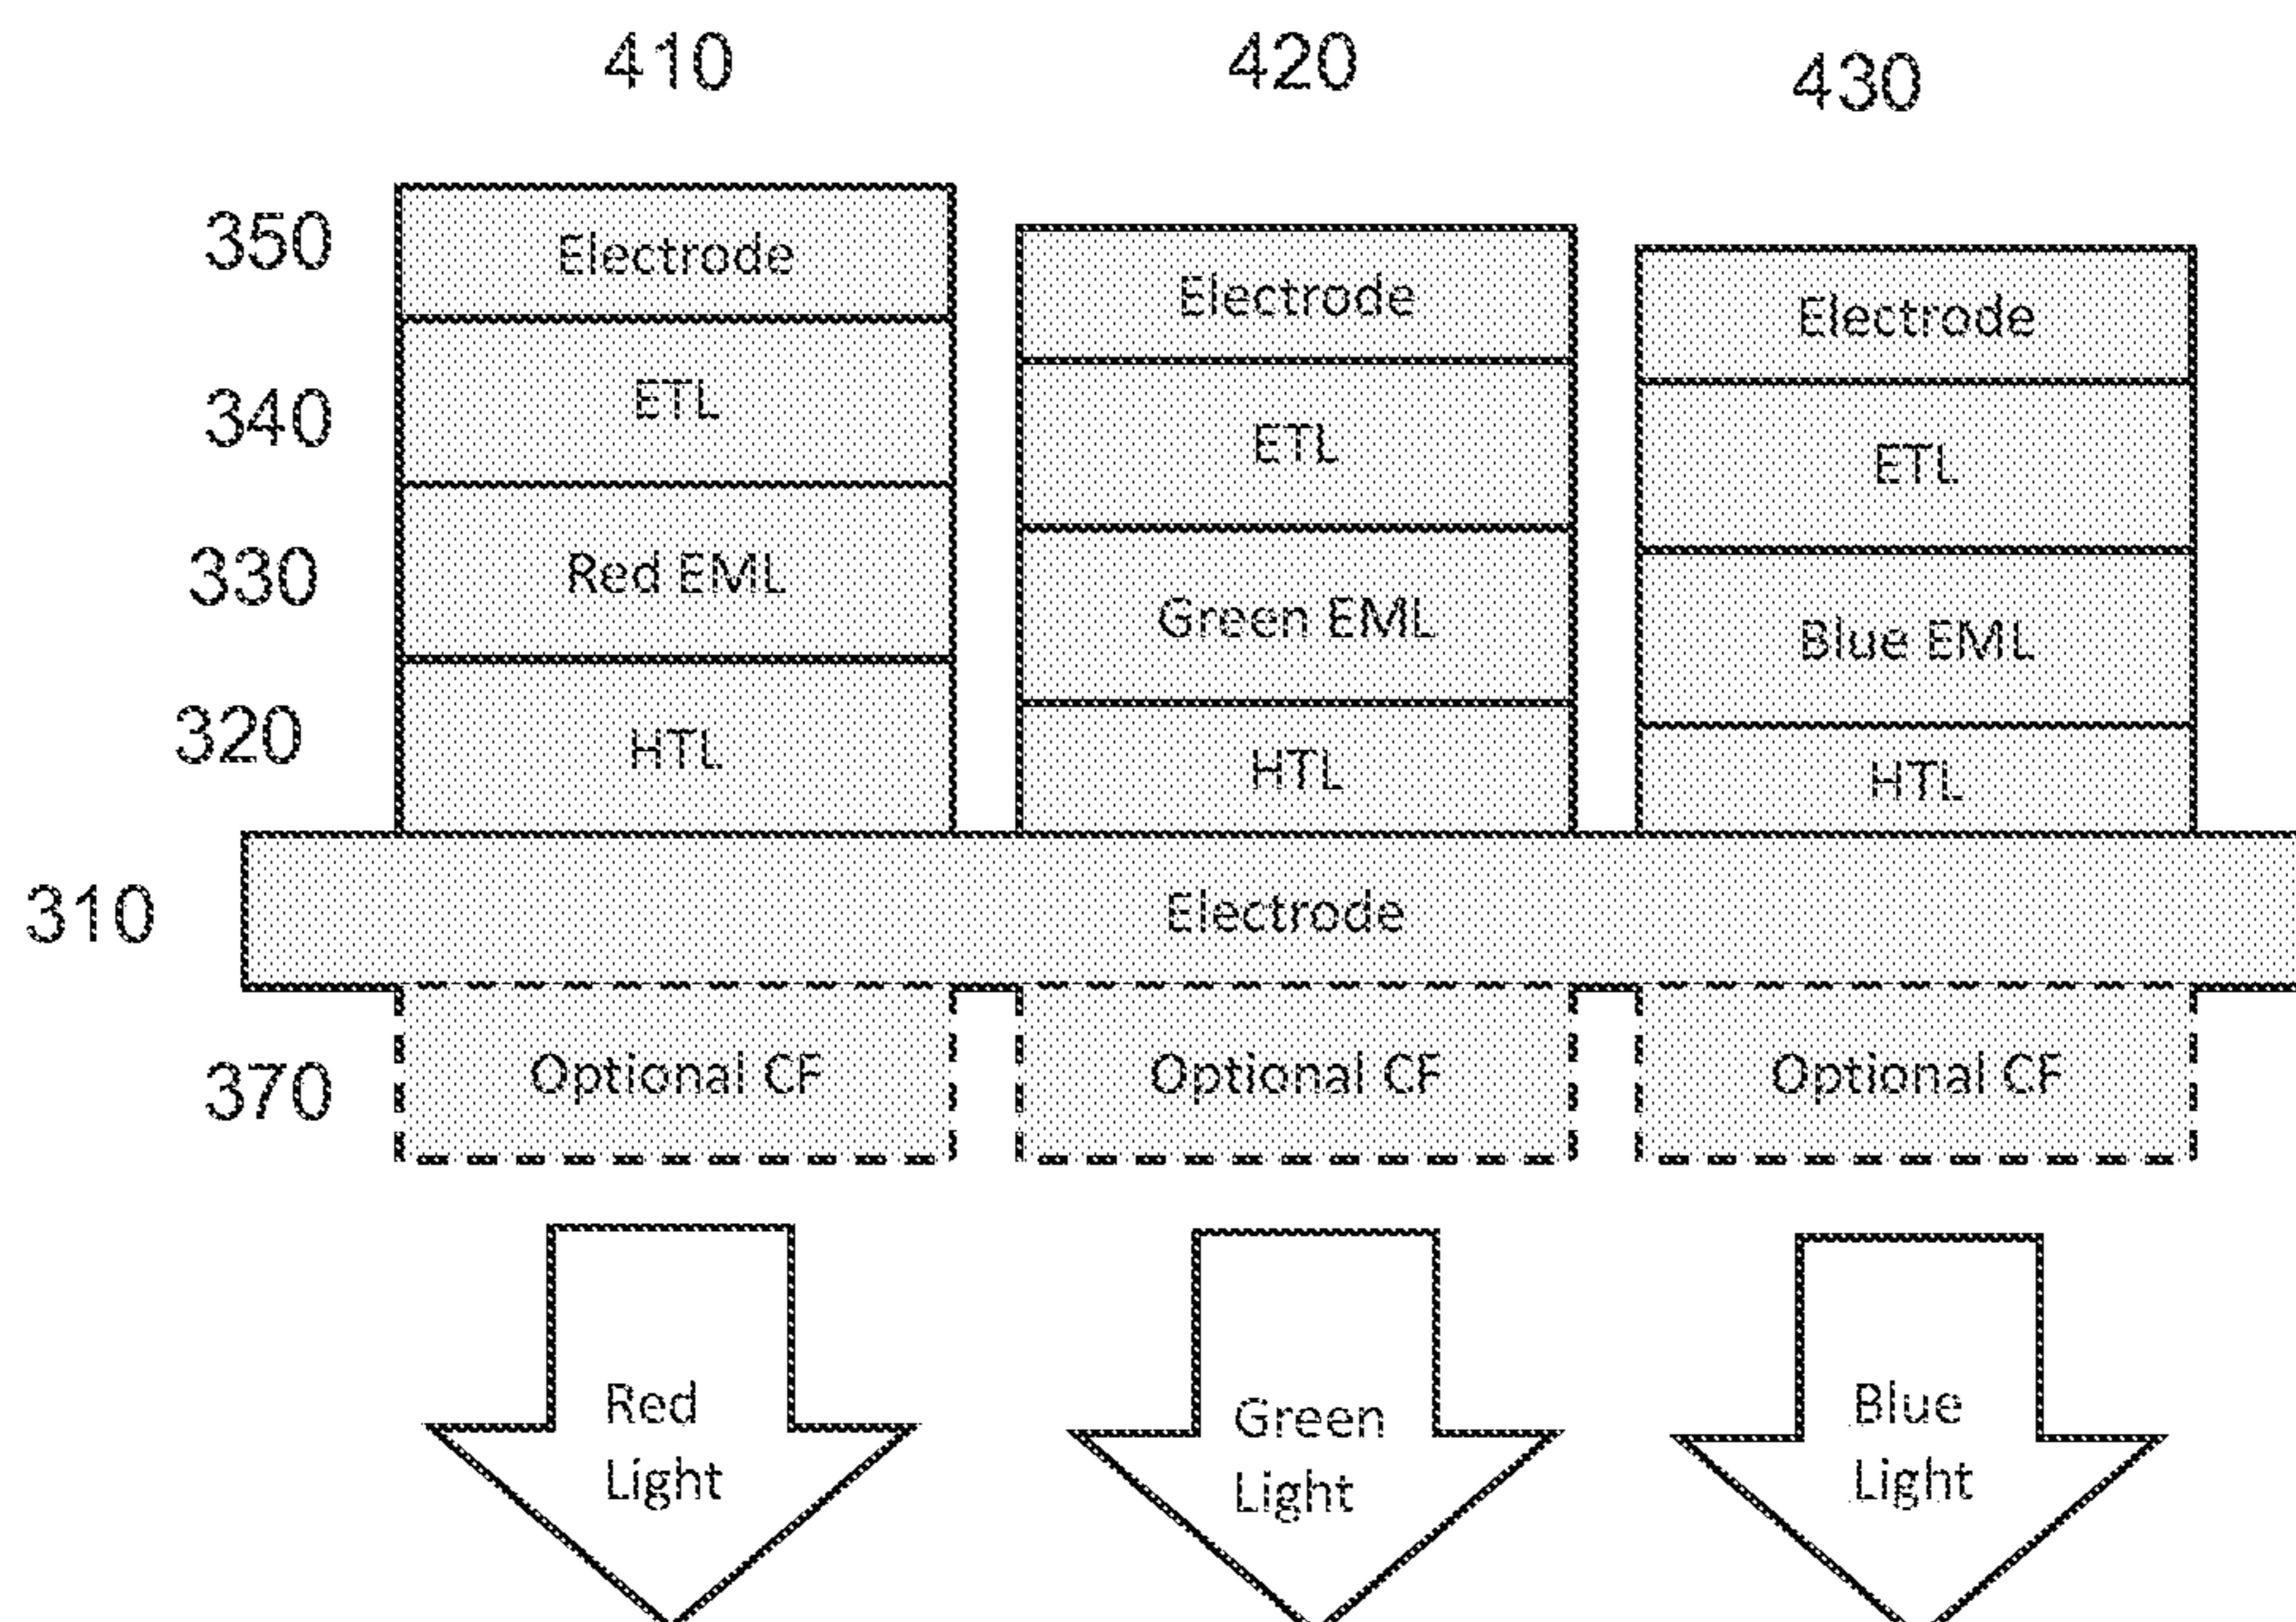 410 420 430
350 Electrode Electrode Electrode
340 ETL ETL ETL
330 Red EML Green EML Blue EML
320 HTL HTL HTL
310 Electrode
370 Optional CF Optional CF Optional CF
Red Green Blue
Light Light Light